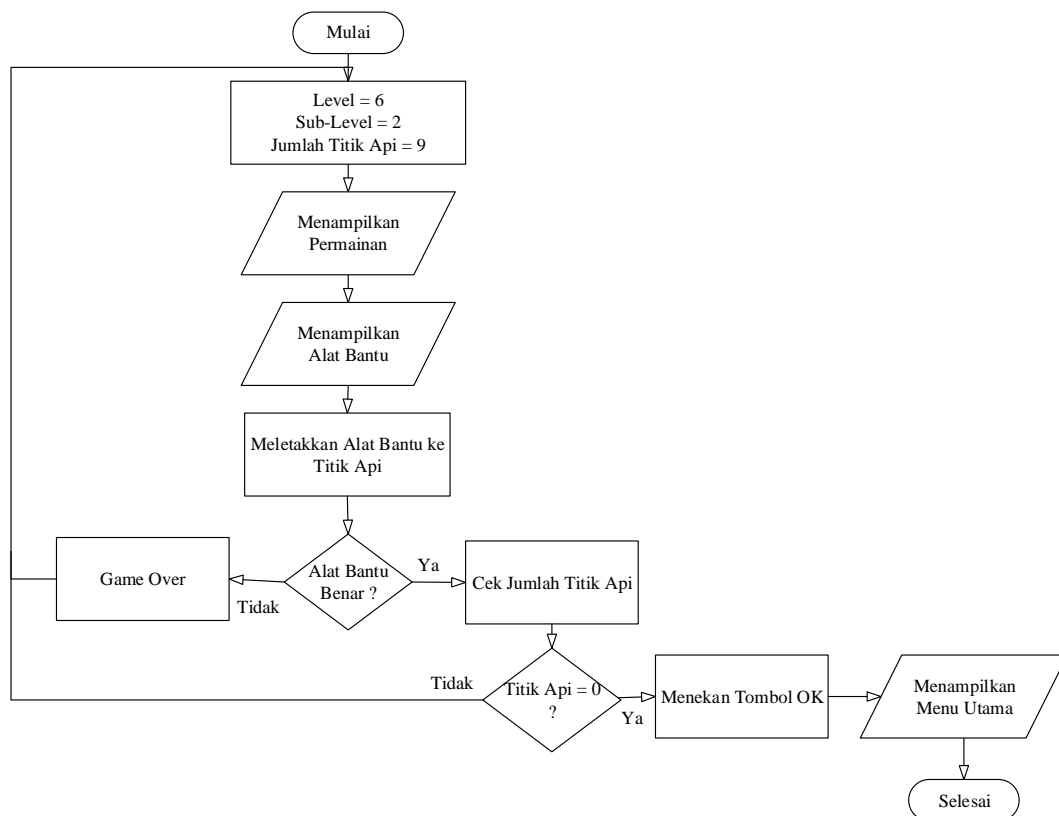 Mulai
Level = 6
Sub-Level = 2
Jumlah Titik Api = 9
Menampilkan
Permainan
Menampilkan
Alat Bantu
Meletakkan Alat Bantu ke
Titik Api
Alat Bantu
Benar ?
Tidak
Game Over
Ya
Cek Jumlah Titik Api
Titik Api = 0
?
Tidak
Ya
Menekan Tombol OK
Menampilkan
Menu Utama
Selesai